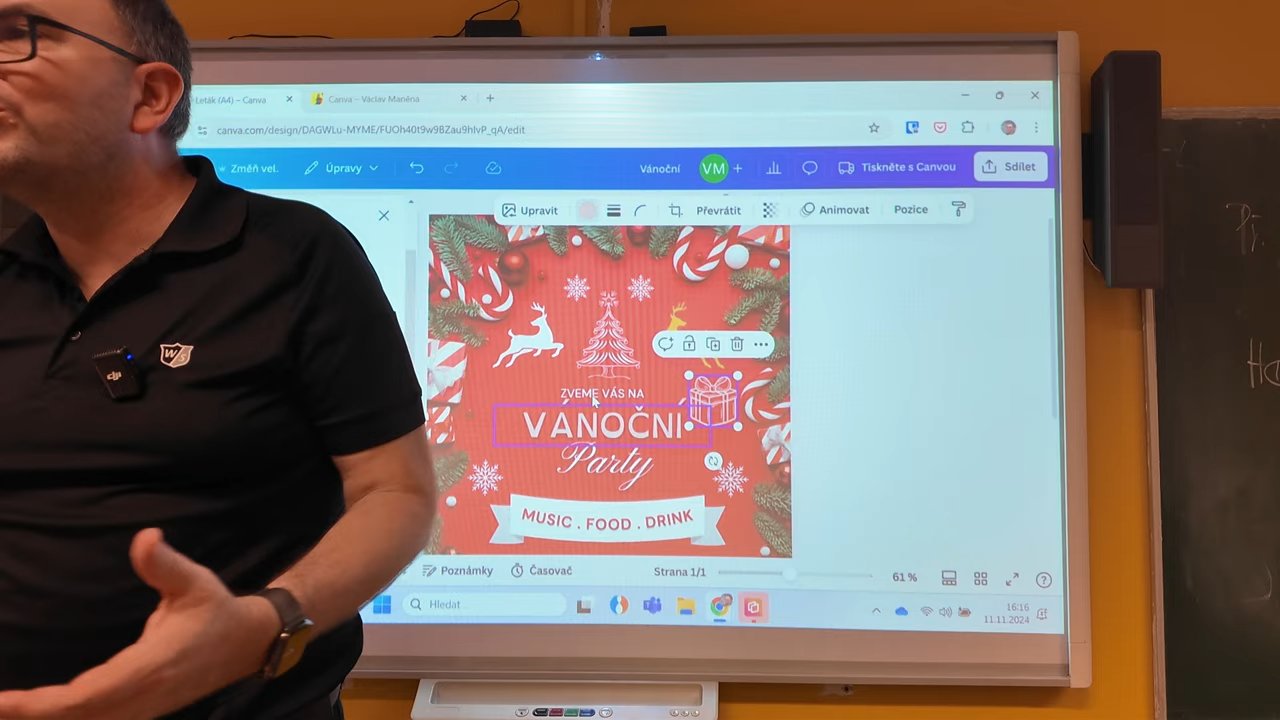 Leták (A4) – Canva
Canva – Václav Maněna
canva.com/design/DAGWLu-MYME/FUOh40t9w9BZau9hIvP_qA/edit
Změň vel.
Úpravy
Vánoční
VM
Tiskněte s Canvou
Sdílet
Upravit
Převrátit
Animovat
Pozice
ZVEME VÁS NA
VÁNOČNÍ
Party
MUSIC . FOOD . DRINK
Poznámky
Časovač
Strana 1/1
61 %
Hledat
16:16
11.11.2024
W/S
dji